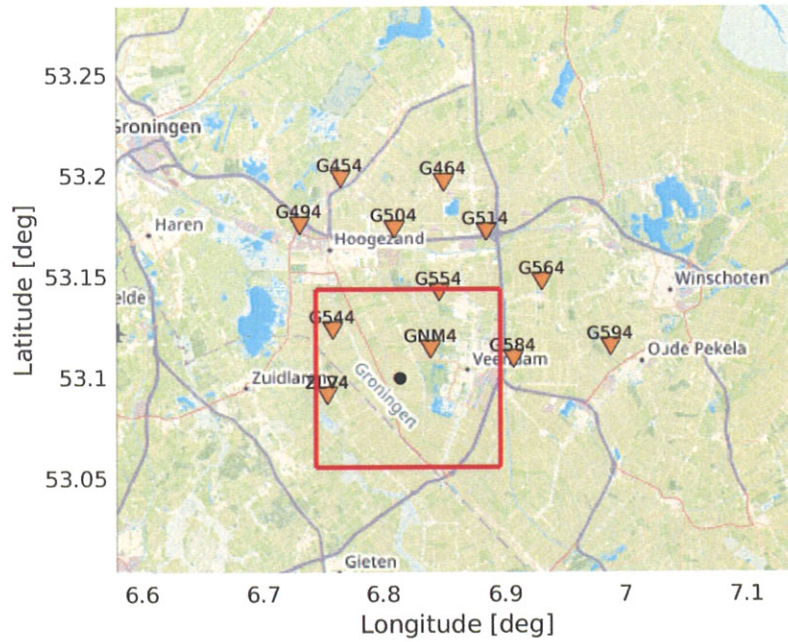 53.25
Groningen
53.2
G454
G464
Haren
G494
G504
G514
Hoogezand
53.15
G554
G564
Winschoten
elde
G544
GNM4
G584
G594
Oude Pekela
53.1
Zuidlaren
Groningen
53.05
Gieten
6.6
6.7
6.8
6.9
7
7.1
Longitude [deg]
Latitude [deg]